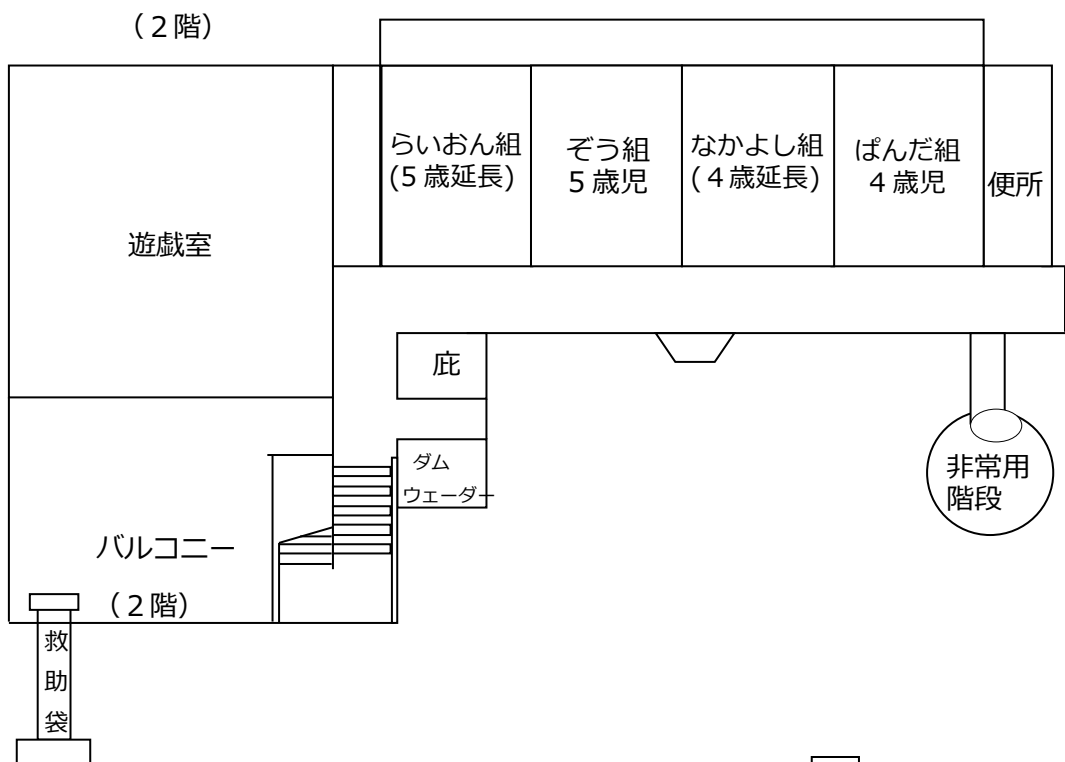 （２階）
らいおん組
(５歳延長)
ぞう組
５歳児
なかよし組
(４歳延長)
ぱんだ組
４歳児
便所
遊戯室
庇
ダム
ウェーダー
非常用
階段
バルコニー
（２階）
救
助
袋